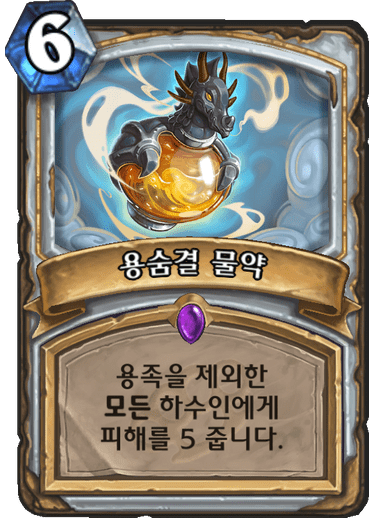 6
용숨결 물약
용족을 제외한
모든 하수인에게
피해를 5 줍니다.